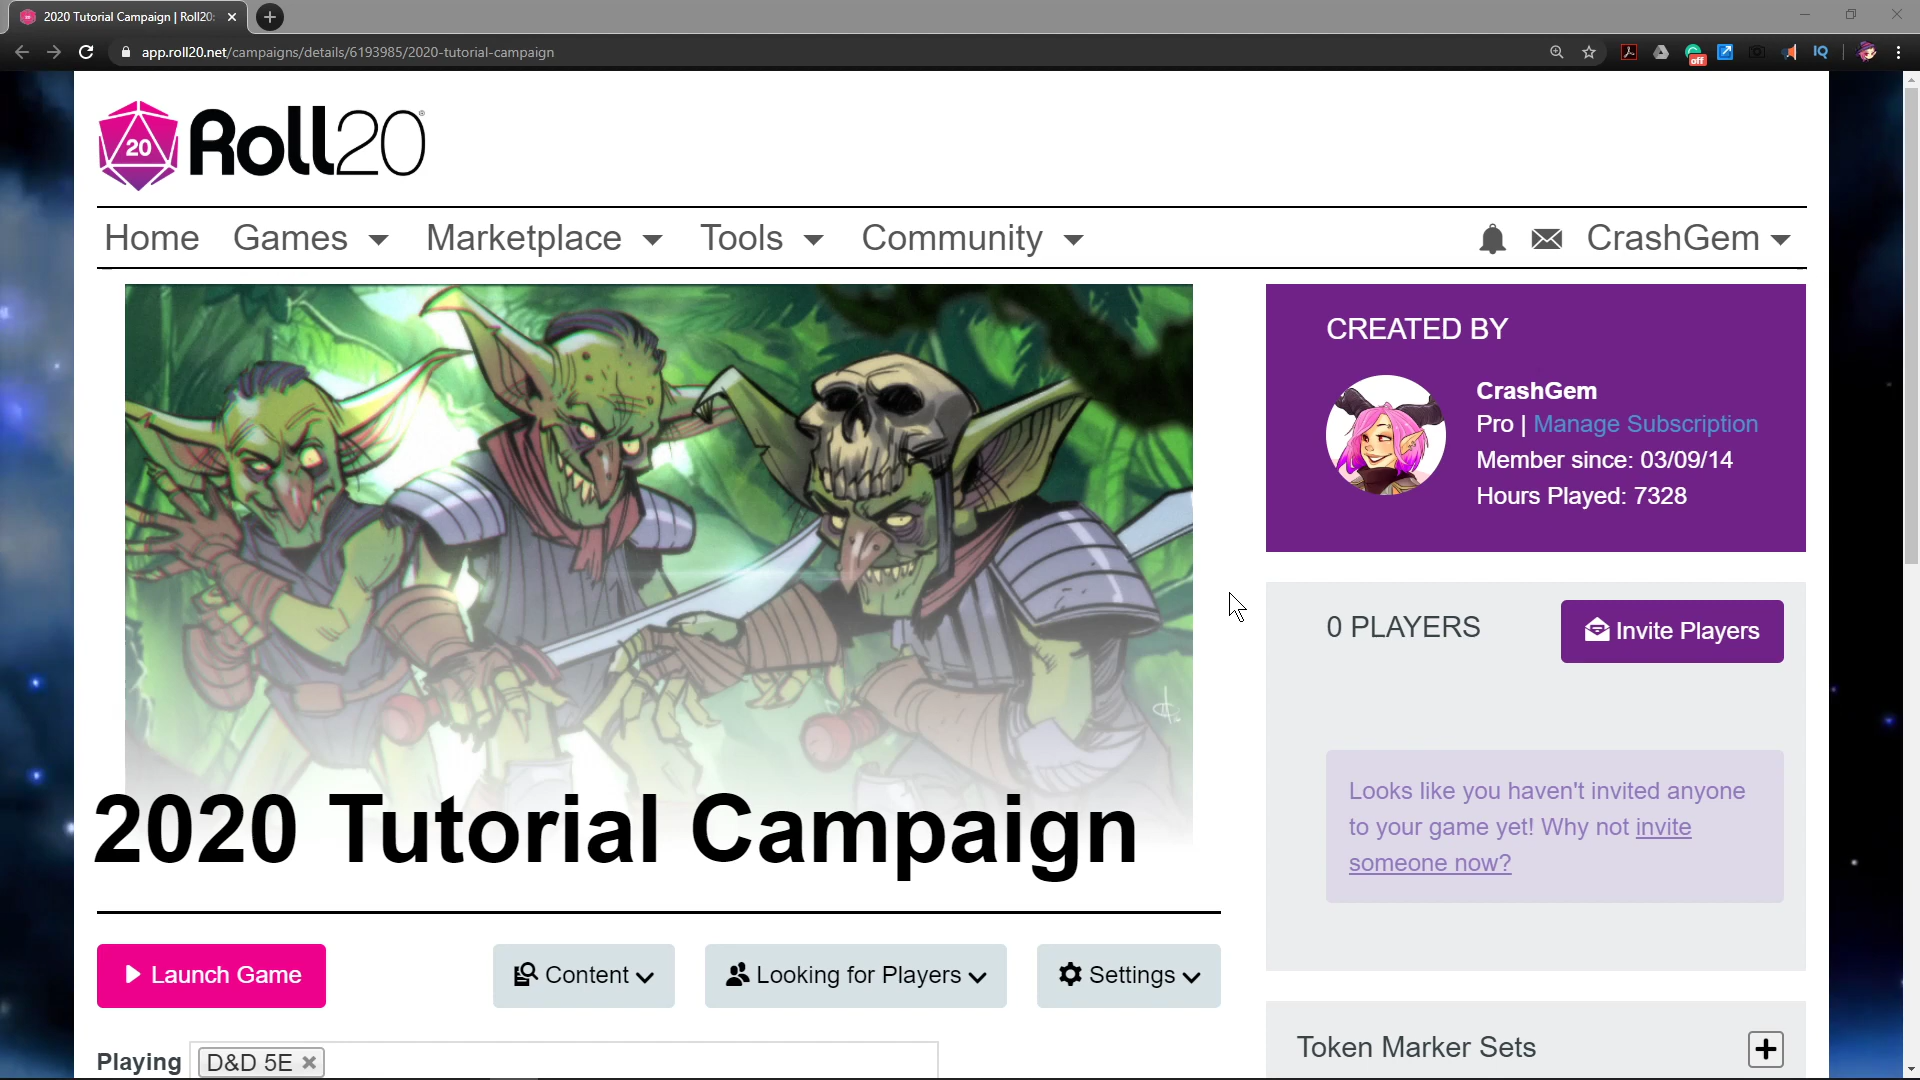 2020 Tutorial Campaign | Roll20:
app.roll20.net/campaigns/details/6193985/2020-tutorial-campaign
off
IQ
20 Roll20®
Home Games Marketplace Tools Community CrashGem
CREATED BY
CrashGem
Pro | Manage Subscription
Member since: 03/09/14
Hours Played: 7328
0 PLAYERS
Invite Players
Looks like you haven't invited anyone
to your game yet! Why not invite
someone now?
2020 Tutorial Campaign
Launch Game Content Looking for Players Settings
Token Marker Sets
Playing D&D 5E